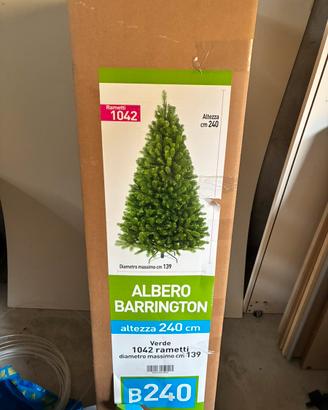 Rametti
1042
Altezza
cm 240
Diametro massimo cm 139
ALBERO
BARRINGTON
altezza 240 cm
Verde
1042 rametti
diametro massimo cm 139
B240